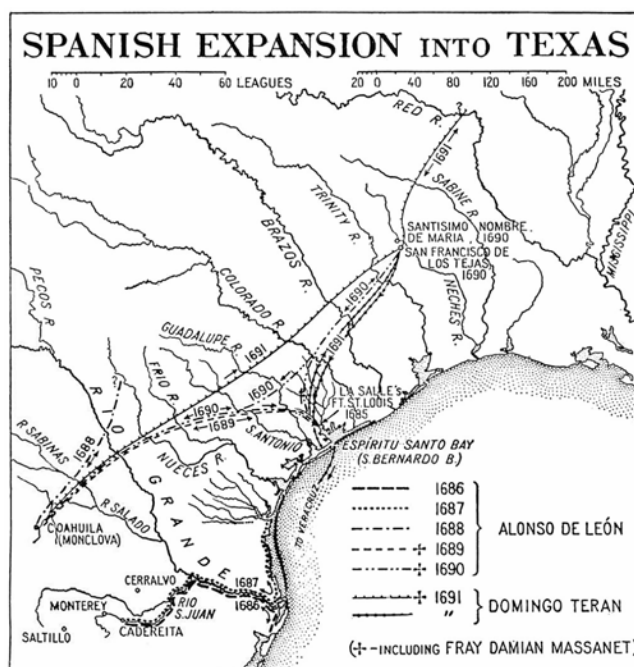 SPANISH EXPANSION INTO TEXAS
10 0 20 40 60 LEAGUES
20 0 40 80 120 160 200 MILES
RED R.
?
1691
SABINE R.
TRINITY R.
BRAZOS R.
SANTISIMO NOMBRE
DE MARIA, 1690
SAN FRANCISCO DE
LOS TEJAS
1690
MISSISSIPPI
PECOS R.
COLORADO R.
NECHES R.
1690
1691
GUADALUPE R.
?
1691
FRIO R.
1690
LA SALLE'S
FT. ST. LOUIS
1685
RIO
GRANDE
1690
1689
S. ANTONIO
1688
R. SABINAS
ESPÍRITU SANTO BAY
(S. BERNARDO B.)
NUECES R.
R. SALADO
TO VERACRUZ
COAHUILA
(MONCLOVA)
1686
1687
1688
1689
1690
ALONSO DE LEÓN
CERRALVO
1687
1686
RIO
S. JUAN
MONTEREY
CADEREITA
SALTILLO
1691
"
DOMINGO TERAN
(‡-INCLUDING FRAY DAMIAN MASSANET)